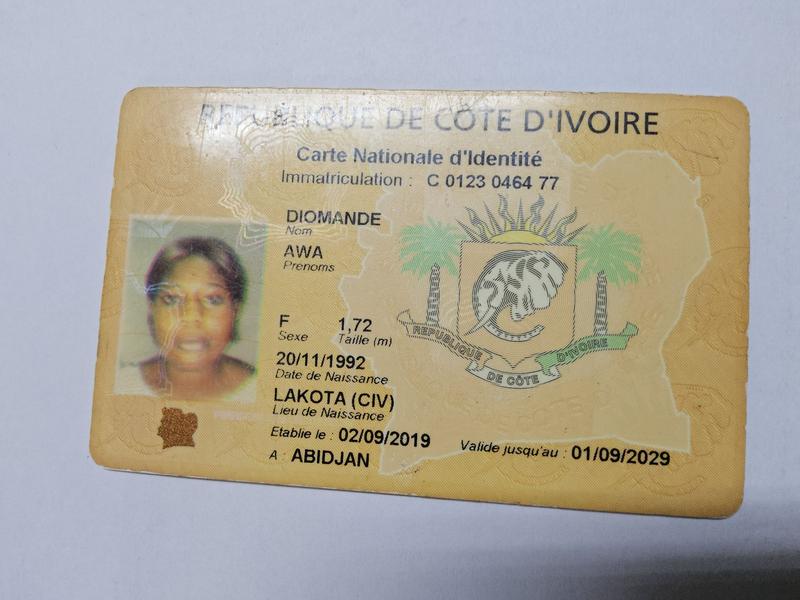 REPUBLIQUE DE CÔTE D'IVOIRE
Carte Nationale d'Identité
Immatriculation : C 0123 0464 77
DIOMANDE
Nom
AWA
Prenoms
F 1,72
Sexe Taille (m)
20/11/1992
Date de Naissance
LAKOTA (CIV)
Lieu de Naissance
Etablie le : 02/09/2019 Valide jusqu'au : 01/09/2029
A : ABIDJAN
REPUBLIQUE DE CÔTE D'IVOIRE